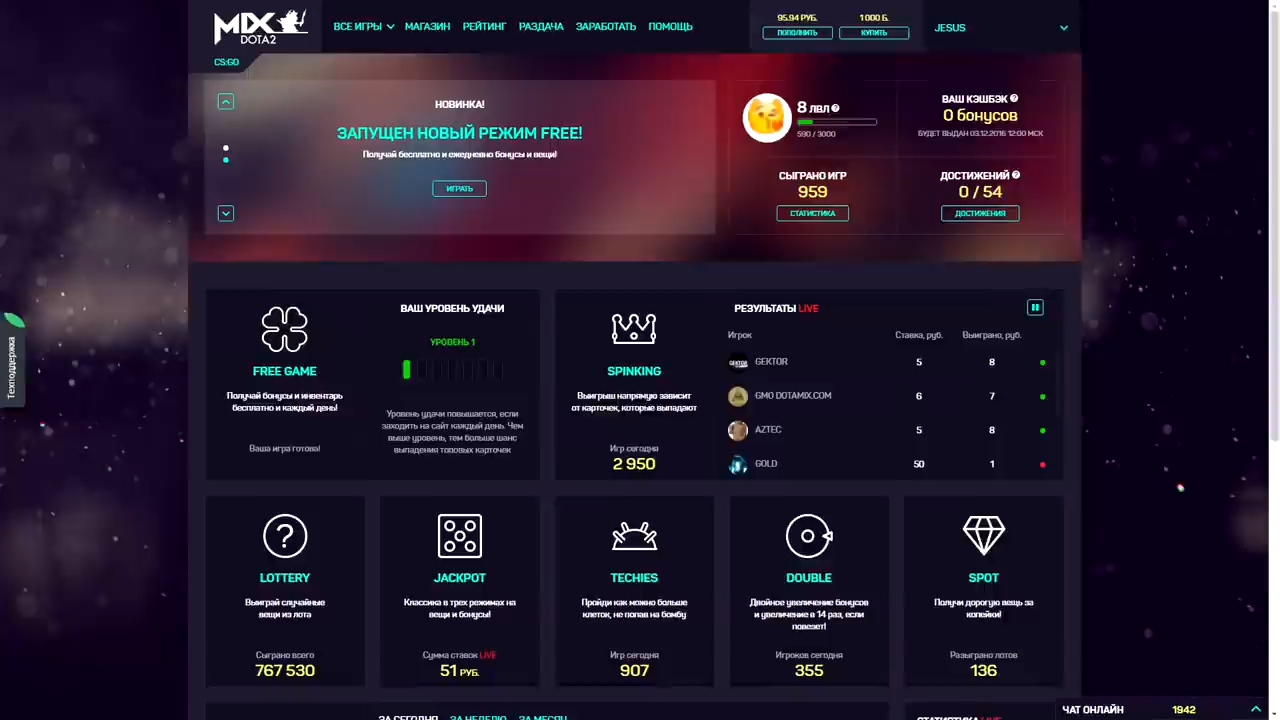 MIX
DOTA2
ВСЕ ИГРЫ
МАГАЗИН
РЕЙТИНГ
РАЗДАЧА
ЗАРАБОТАТЬ
ПОМОЩЬ
95.94 РУБ.
ПОПОЛНИТЬ
1 000 Б.
КУПИТЬ
JESUS
CS:GO
НОВИНКА!
ЗАПУЩЕН НОВЫЙ РЕЖИМ FREE!
Получай бесплатно и ежедневно бонусы и вещи!
ИГРАТЬ
8 ЛВЛ
590 / 3000
ВАШ КЭШБЭК
0 бонусов
БУДЕТ ВЫДАН 03.12.2016 12:00 МСК
СЫГРАНО ИГР
959
СТАТИСТИКА
ДОСТИЖЕНИЙ
0 / 54
ДОСТИЖЕНИЯ
Техподдержка
FREE GAME
Получай бонусы и инвентарь
бесплатно и каждый день!
Ваша игра готова!
ВАШ УРОВЕНЬ УДАЧИ
УРОВЕНЬ 1
Уровень удачи повышается, если
заходить на сайт каждый день. Чем
выше уровень, тем больше шанс
выпадения топовых карточек
SPINKING
Выигрыш напрямую зависит
от карточек, которые выпадают
Игр сегодня
2 950
РЕЗУЛЬТАТЫ LIVE
Игрок Ставка, руб. Выиграно, руб.
GEKTOR 5 8
GMO DOTAMIX.COM 6 7
AZTEC 5 8
GOLD 50 1
LOTTERY
Выиграй случайные
вещи из лота
Сыграно всего
767 530
JACKPOT
Классика в трех режимах на
вещи и бонусы!
Сумма ставок LIVE
51 РУБ.
TECHIES
Пройди как можно больше
клеток, не попав на бомбу
Игр сегодня
907
DOUBLE
Двойное увеличение бонусов
и увеличение в 14 раз, если
повезет!
Игроков сегодня
355
SPOT
Получи дорогую вещь за
копейки!
Разыграно лотов
136
ЗА СЕГОДНЯ ЗА НЕДЕЛЮ ЗА МЕСЯЦ
СТАТИСТИКА LIVE
ЧАТ ОНЛАЙН 1942